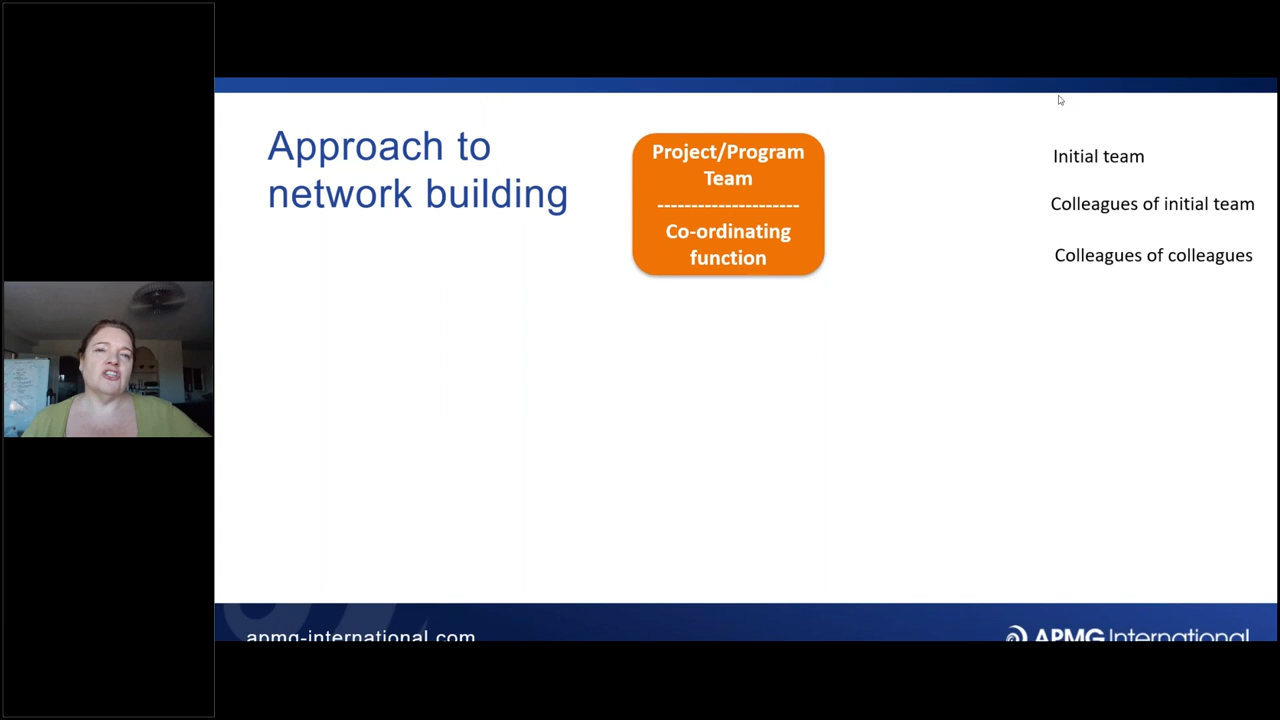 Approach to
network building
Project/Program
Team
---------------------
Co-ordinating
function
Initial team
Colleagues of initial team
Colleagues of colleagues
apmg-international.com
APMG International